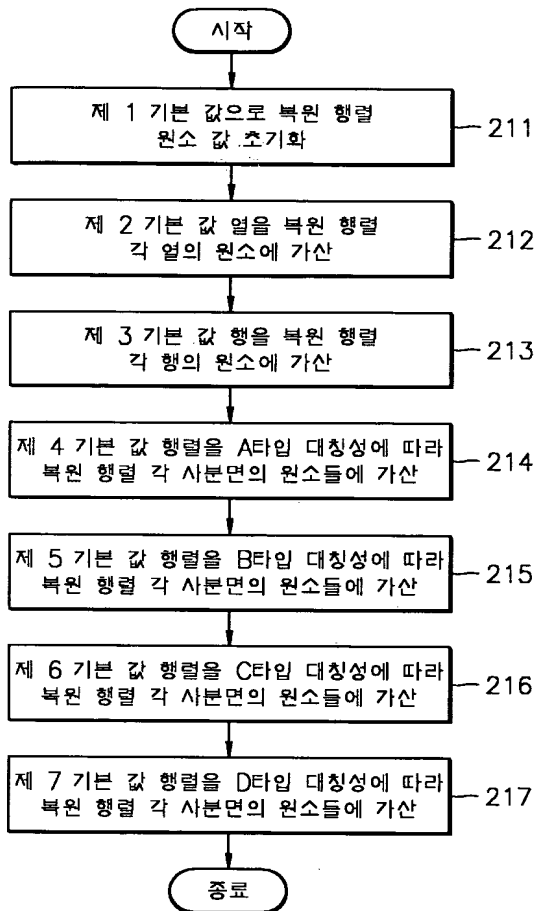 시작
제 1 기본 값으로 복원 행렬
원소 값 초기화
211
제 2 기본 값 열을 복원 행렬
각 열의 원소에 가산
212
제 3 기본 값 행을 복원 행렬
각 행의 원소에 가산
213
제 4 기본 값 행렬을 A타입 대칭성에 따라
복원 행렬 각 사분면의 원소들에 가산
214
제 5 기본 값 행렬을 B타입 대칭성에 따라
복원 행렬 각 사분면의 원소들에 가산
215
제 6 기본 값 행렬을 C타입 대칭성에 따라
복원 행렬 각 사분면의 원소들에 가산
216
제 7 기본 값 행렬을 D타입 대칭성에 따라
복원 행렬 각 사분면의 원소들에 가산
217
종료